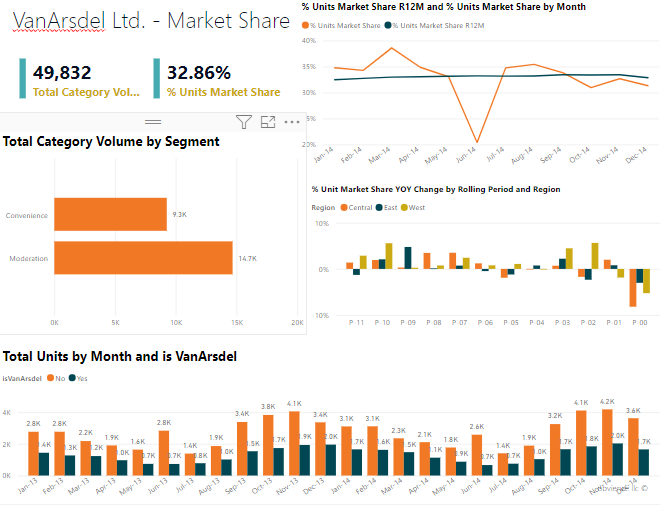 VanArsdel Ltd. - Market Share
49,832
Total Category Vol...
32.86%
% Units Market Share
% Units Market Share R12M and % Units Market Share by Month
% Units Market Share % Units Market Share R12M
40%
35%
30%
25%
20%
Jan-14 Feb-14 Mar-14 Apr-14 May-14 Jun-14 Jul-14 Aug-14 Sep-14 Oct-14 Nov-14 Dec-14
Total Category Volume by Segment
Convenience
9.3K
Moderation
14.7K
0K 5K 10K 15K 20K
% Unit Market Share YOY Change by Rolling Period and Region
Region Central East West
10%
0%
10%
P-11 P-10 P-09 P-08 P-07 P-06 P-05 P-04 P-03 P-02 P-01 P-00
Total Units by Month and is VanArsdel
isVanArsdel No Yes
4K
2K
0K
2.8K 2.8K 2.2K 1.9K 1.6K 2.8K 1.4K 1.9K 3.4K 3.8K 4.1K 3.4K 3.1K 3.1K 2.3K 2.1K 1.8K 2.6K 1.4K 1.9K 3.2K 4.1K 4.2K 3.6K
1.4K 1.3K 1.2K 1.0K 0.7K 0.7K 0.8K 1.0K 1.5K 1.7K 1.9K 2.0K 1.7K 1.6K 1.5K 1.1K 0.9K 0.7K 0.7K 1.0K 1.7K 1.8K 2.0K 1.7K
Jan-13 Feb-13 Mar-13 Apr-13 May-13 Jun-13 Jul-13 Aug-13 Sep-13 Oct-13 Nov-13 Dec-13 Jan-14 Feb-14 Mar-14 Apr-14 May-14 Jun-14 Jul-14 Aug-14 Sep-14 Oct-14 Nov-14 Dec-14
llc ©